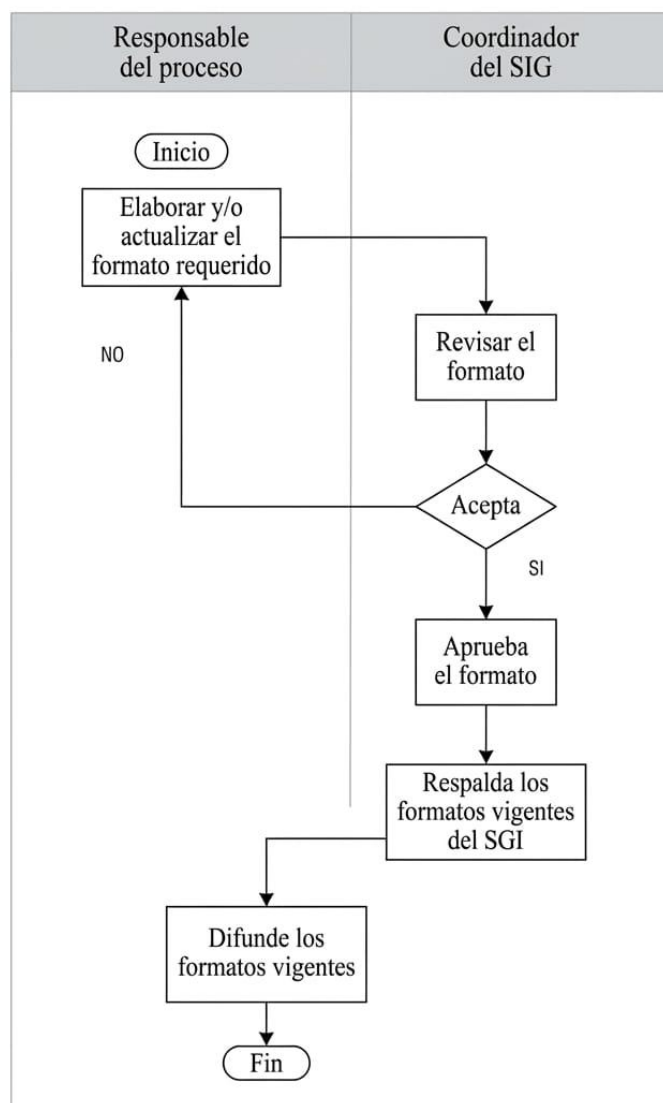 Responsable
del proceso
Coordinador
del SIG
Inicio
Elaborar y/o
actualizar el
formato requerido
Revisar el
formato
NO
Acepta
SI
Aprueba
el formato
Respalda los
formatos vigentes
del SGI
Difunde los
formatos vigentes
Fin